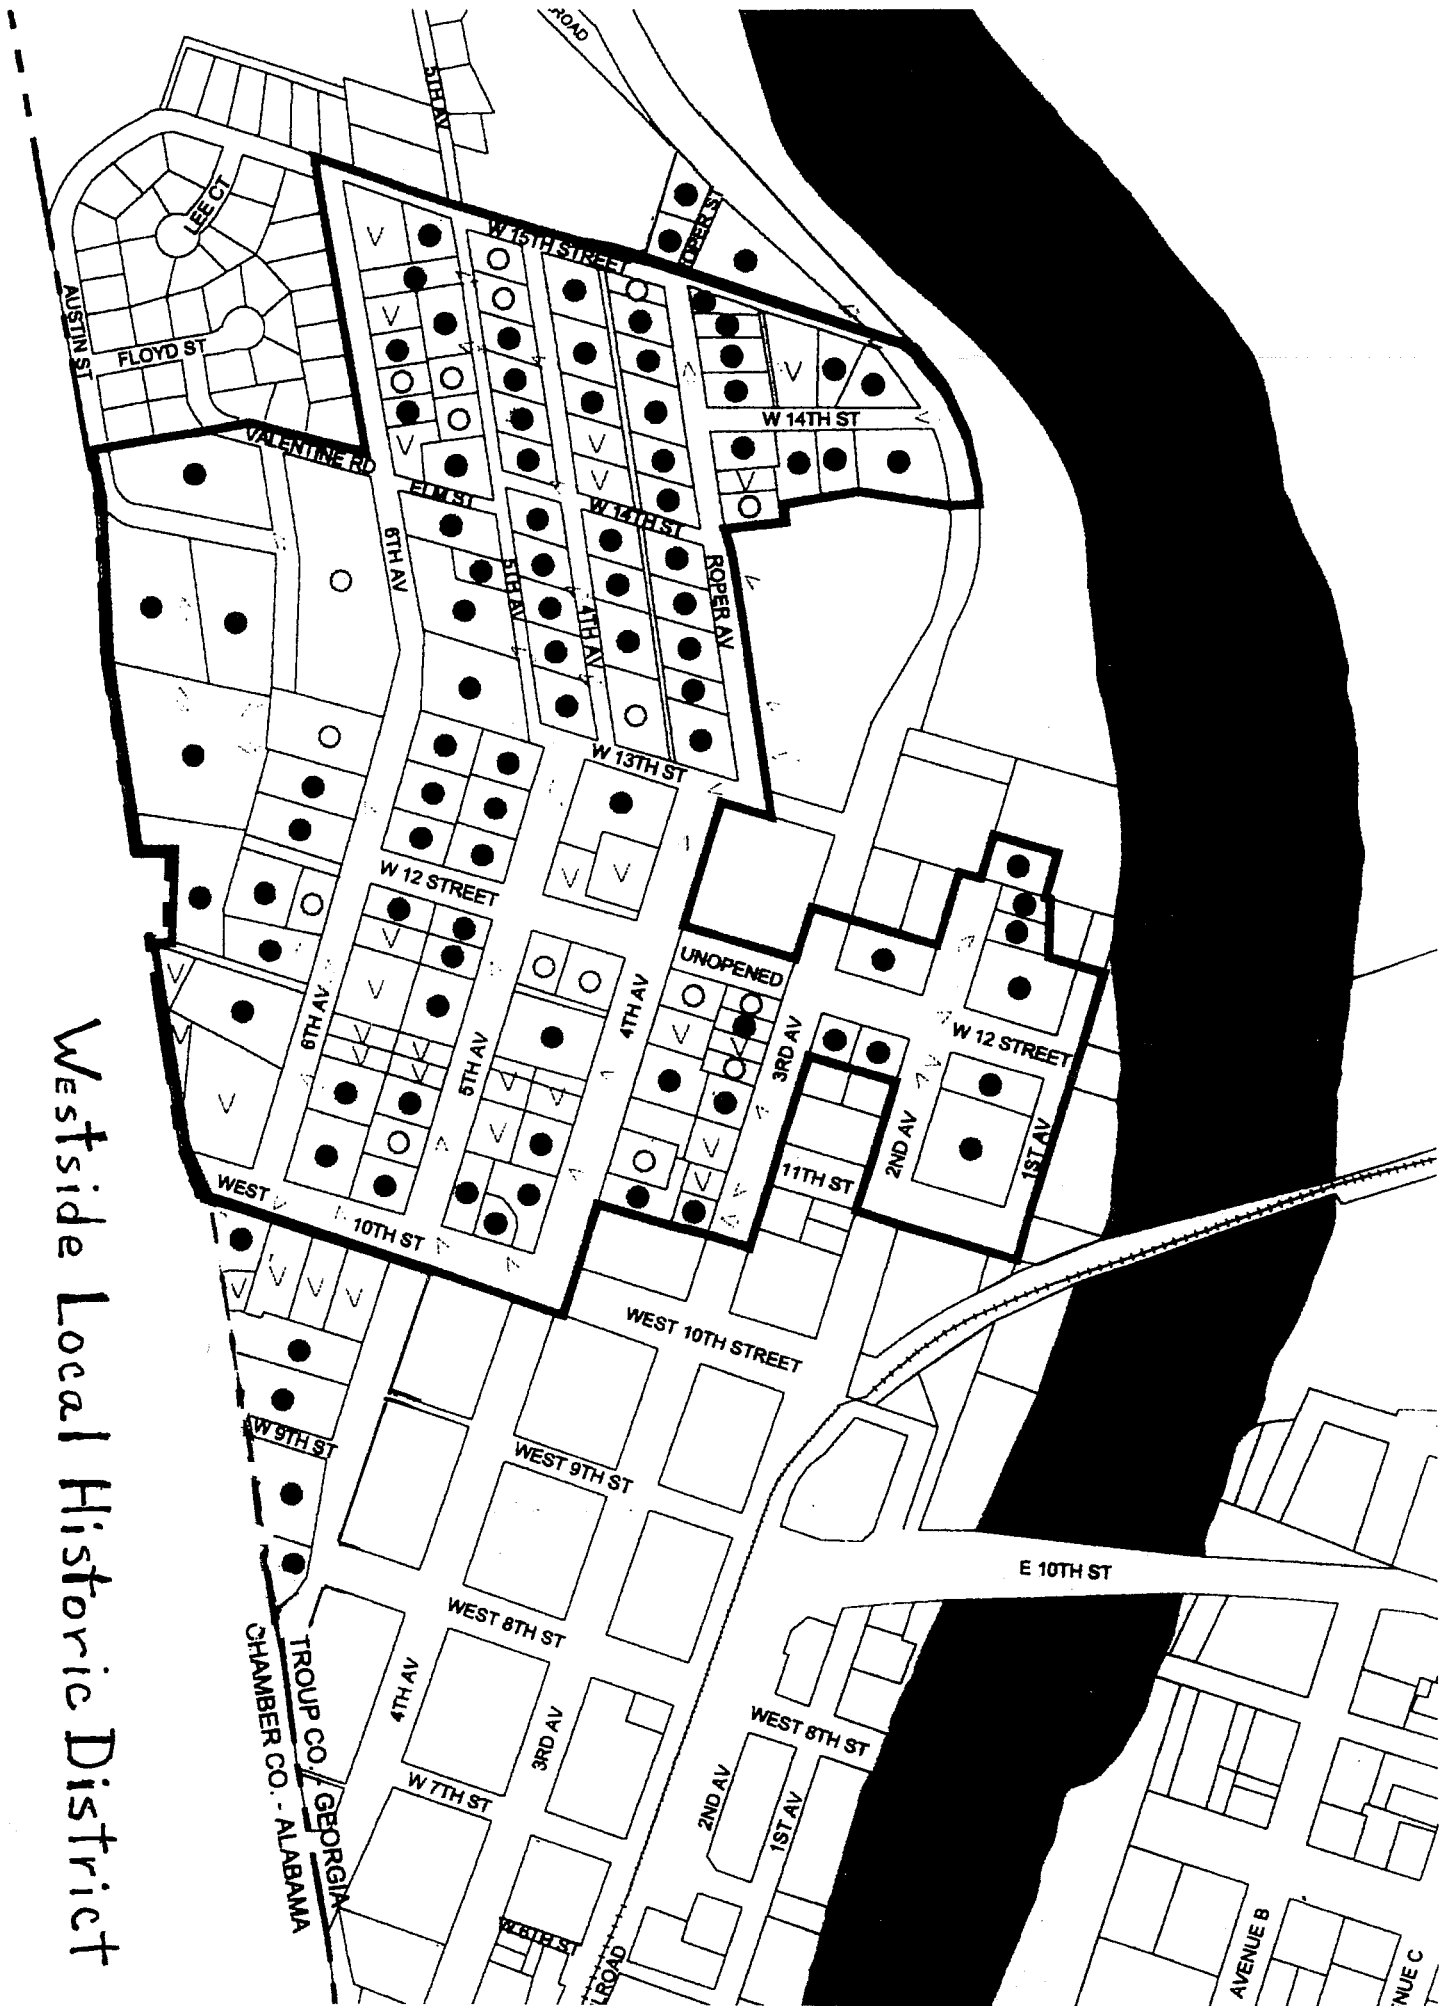 ROAD
5TH AV
W 15TH STREET
LEE CT
AUSTIN ST
FLOYD ST
VALENTINE RD
W 14TH ST
ELM ST
W 14TH ST
6TH AV
5TH AV
4TH AV
ROPER AV
W 13TH ST
W 12 STREET
UNOPENED
4TH AV
3RD AV
W 12 STREET
6TH AV
5TH AV
2ND AV
1ST AV
11TH ST
WEST
10TH ST
WEST 10TH STREET
W 9TH ST
WEST 9TH ST
E 10TH ST
WEST 8TH ST
4TH AV
3RD AV
WEST 8TH ST
W 7TH ST
2ND AV
1ST AV
TROUP CO. - GEORGIA
CHAMBER CO. - ALABAMA
W 6TH ST
LROAD
AVENUE B
NUE C
Westside Local Historic District